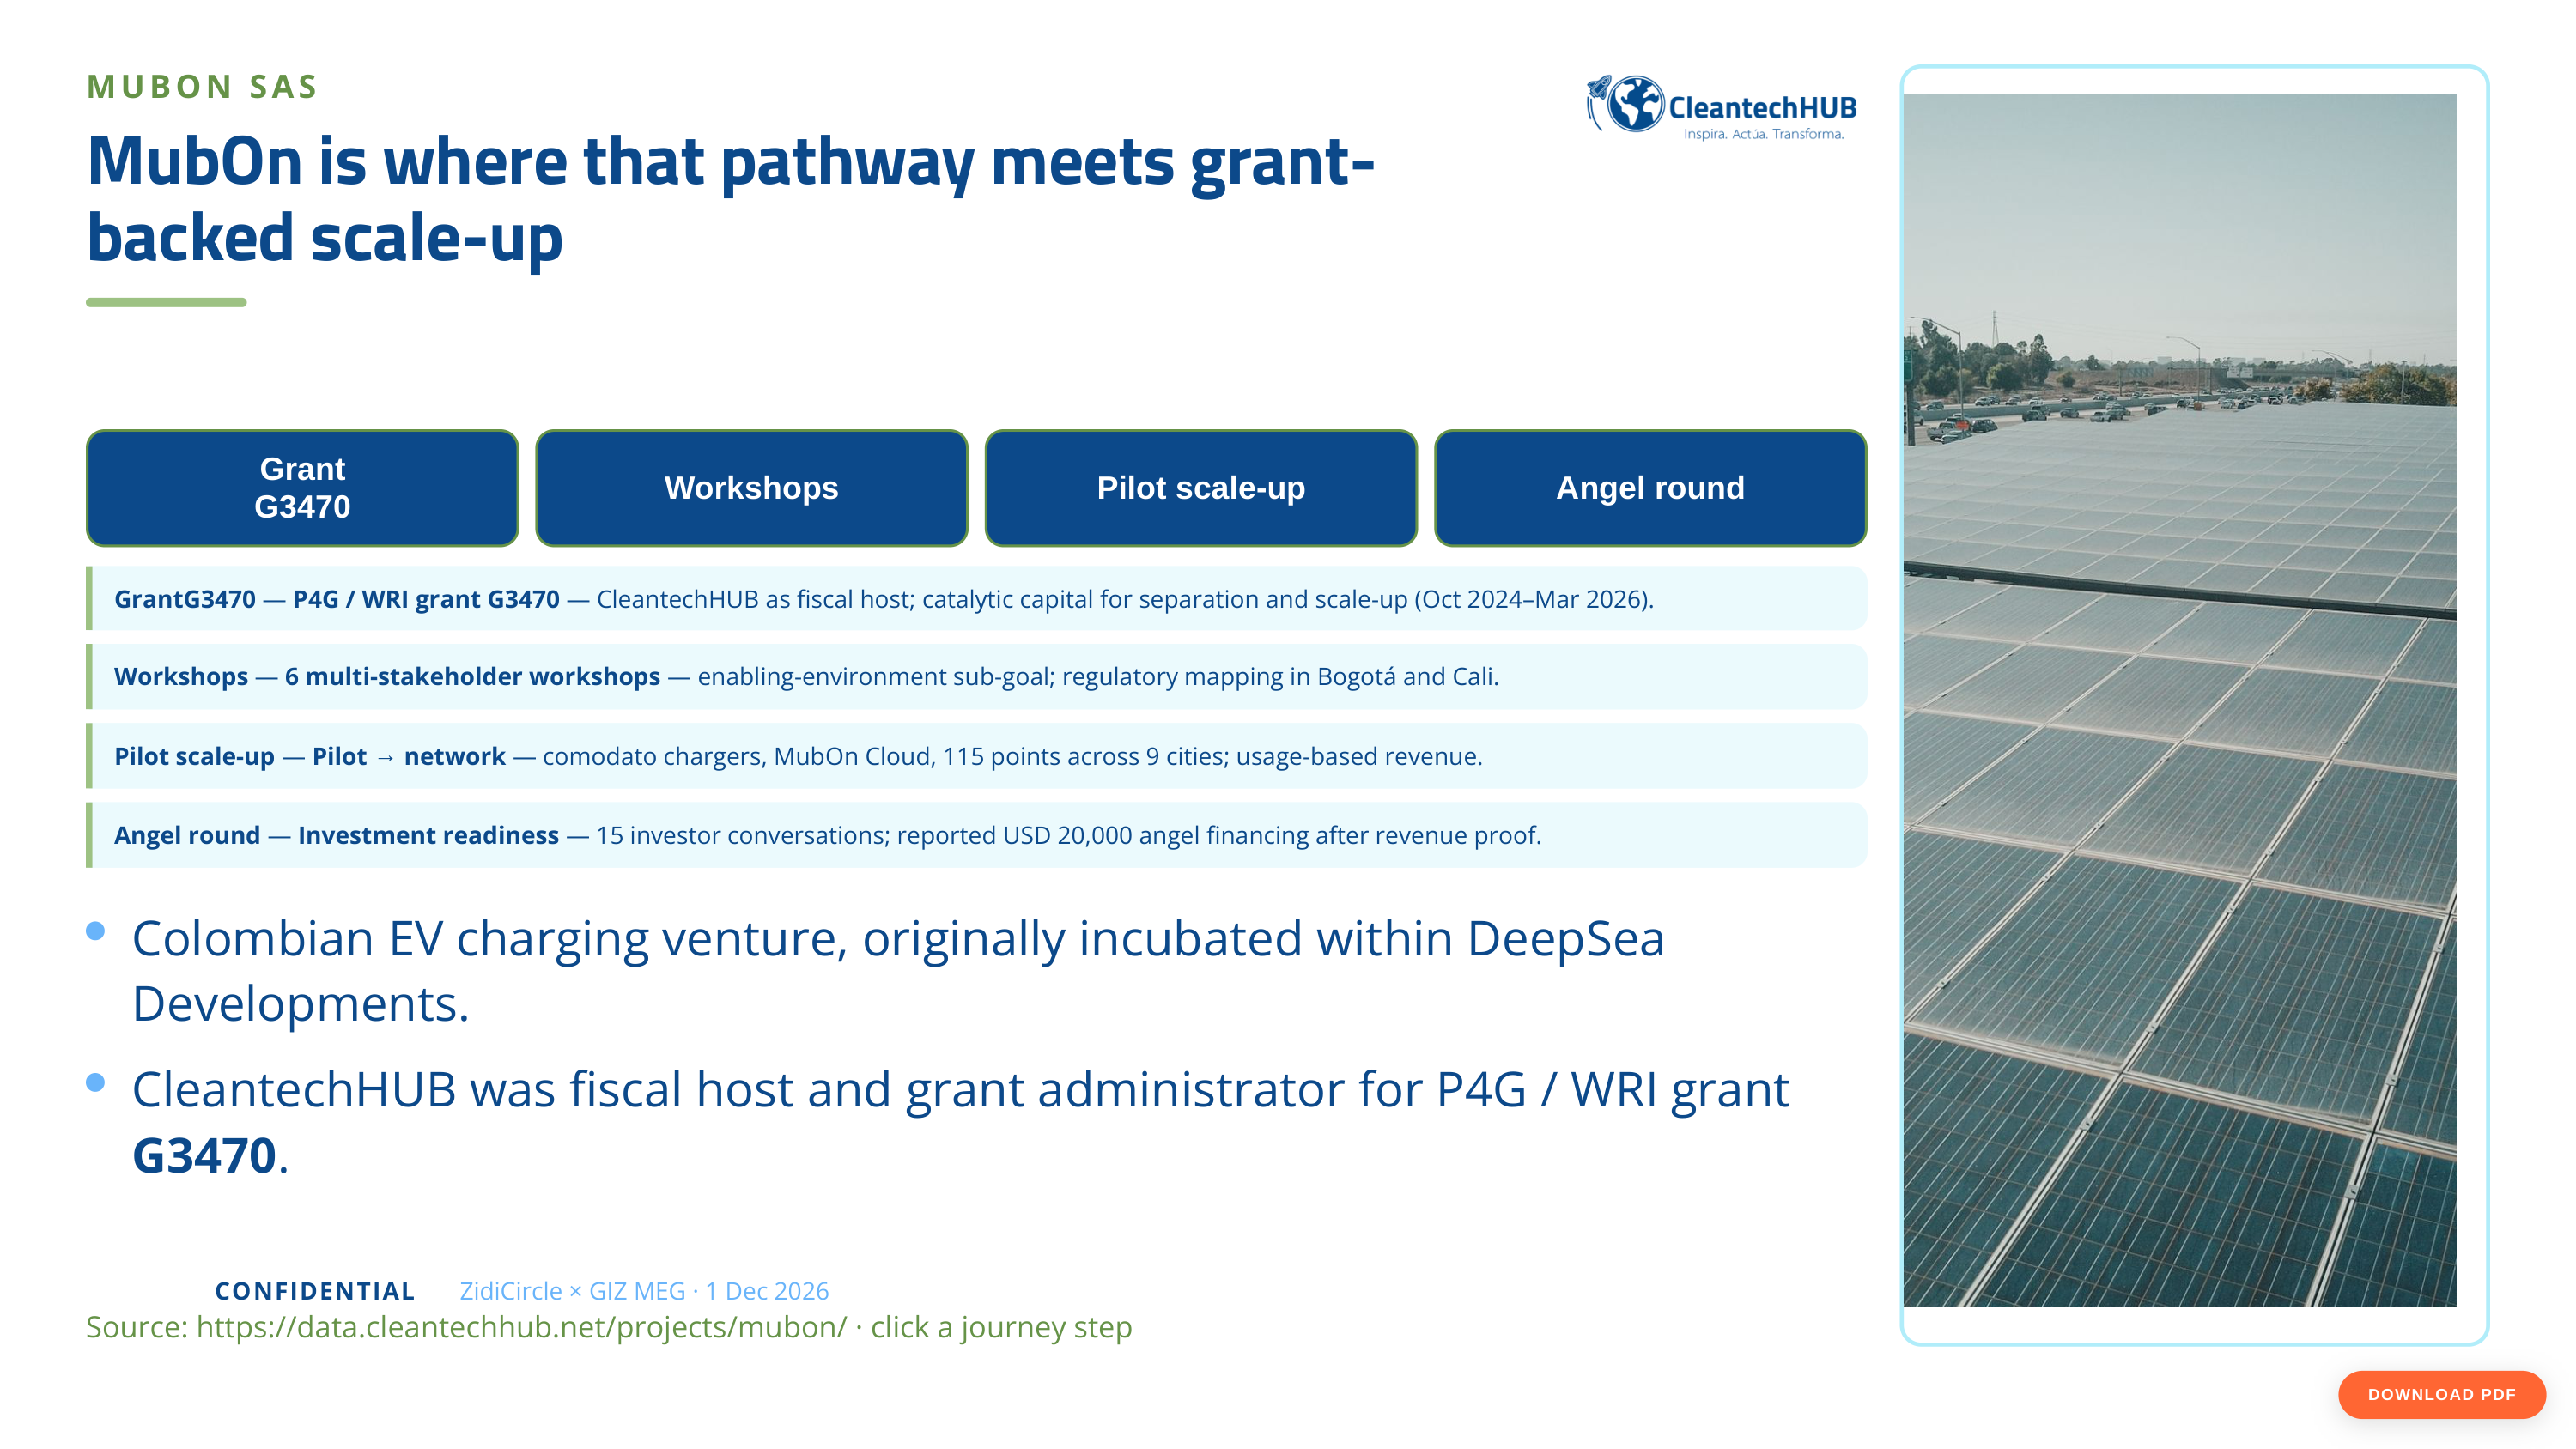 MUBON SAS
MubOn is where that pathway meets grant-
backed scale-up
CleantechHUB
Inspira. Actúa. Transforma.
Grant
G3470
Workshops
Pilot scale-up
Angel round
GrantG3470 — P4G / WRI grant G3470 — CleantechHUB as fiscal host; catalytic capital for separation and scale-up (Oct 2024–Mar 2026).
Workshops — 6 multi-stakeholder workshops — enabling-environment sub-goal; regulatory mapping in Bogotá and Cali.
Pilot scale-up — Pilot → network — comodato chargers, MubOn Cloud, 115 points across 9 cities; usage-based revenue.
Angel round — Investment readiness — 15 investor conversations; reported USD 20,000 angel financing after revenue proof.
Colombian EV charging venture, originally incubated within DeepSea
Developments.
CleantechHUB was fiscal host and grant administrator for P4G / WRI grant
G3470.
CONFIDENTIAL ZidiCircle × GIZ MEG · 1 Dec 2026
Source: https://data.cleantechhub.net/projects/mubon/ · click a journey step
DOWNLOAD PDF